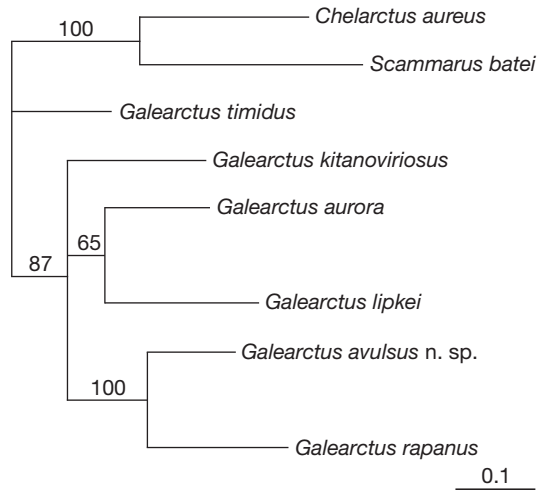 Chelarctus aureus
100
Scammarus batei
Galearctus timidus
Galearctus kitanoviriosus
Galearctus aurora
65
87
Galearctus lipkei
Galearctus avulsus n. sp.
100
Galearctus rapanus
0.1